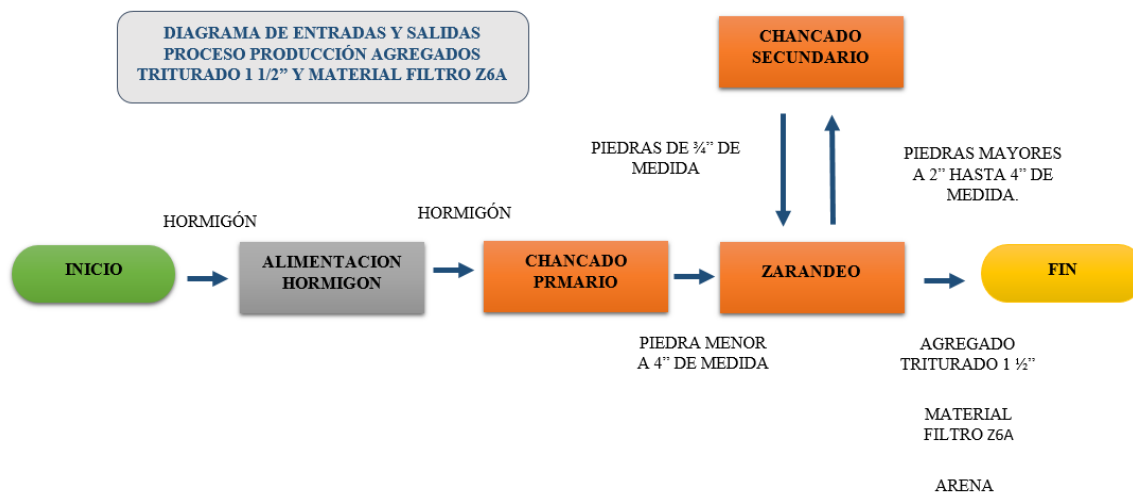 DIAGRAMA DE ENTRADAS Y SALIDAS
PROCESO PRODUCCIÓN AGREGADOS
TRITURADO 1 1/2” Y MATERIAL FILTRO Z6A
CHANCADO
SECUNDARIO
PIEDRAS DE ¾” DE
MEDIDA
PIEDRAS MAYORES
A 2” HASTA 4” DE
MEDIDA.
HORMIGÓN
HORMIGÓN
INICIO
ALIMENTACION
HORMIGON
CHANCADO
PRMARIO
ZARANDEO
FIN
PIEDRA MENOR
A 4” DE MEDIDA
AGREGADO
TRITURADO 1 ½”
MATERIAL
FILTRO Z6A
ARENA